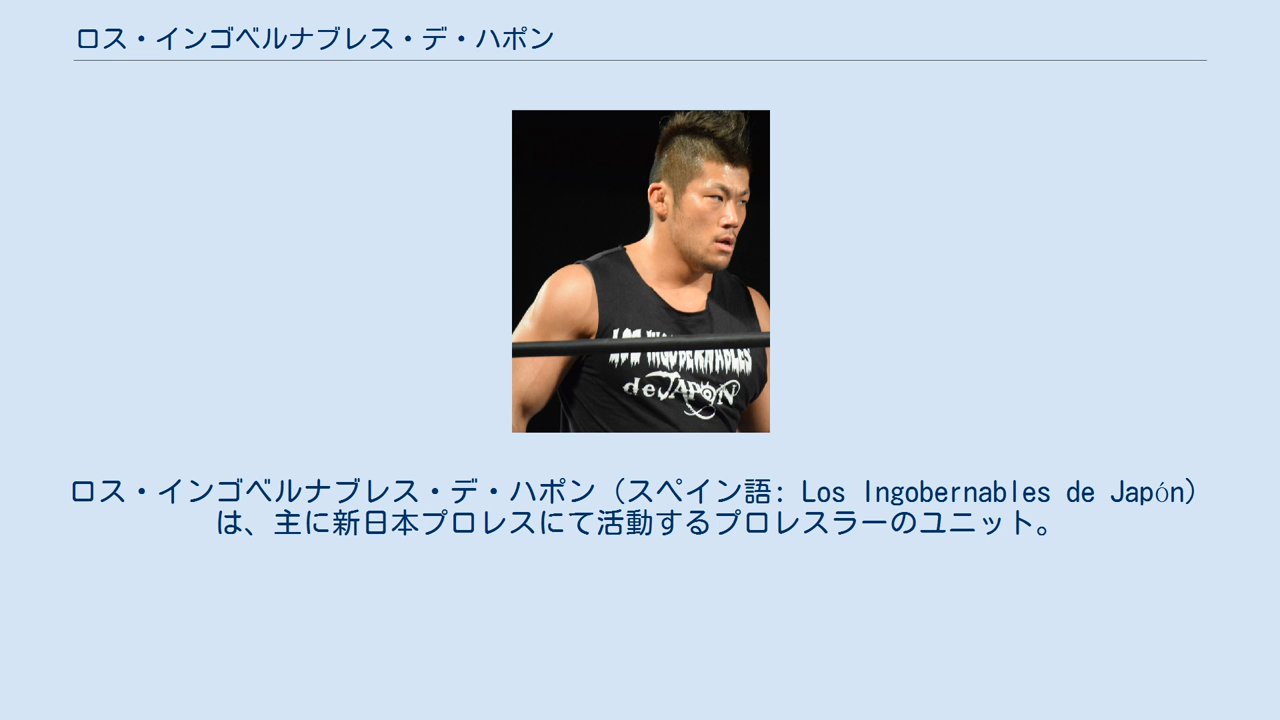 ロス・インゴベルナブレス・デ・ハポン
LOS INGOBERNABLES
de JAPON
ロス・インゴベルナブレス・デ・ハポン（スペイン語: Los Ingobernables de Japón）
は、主に新日本プロレスにて活動するプロレスラーのユニット。